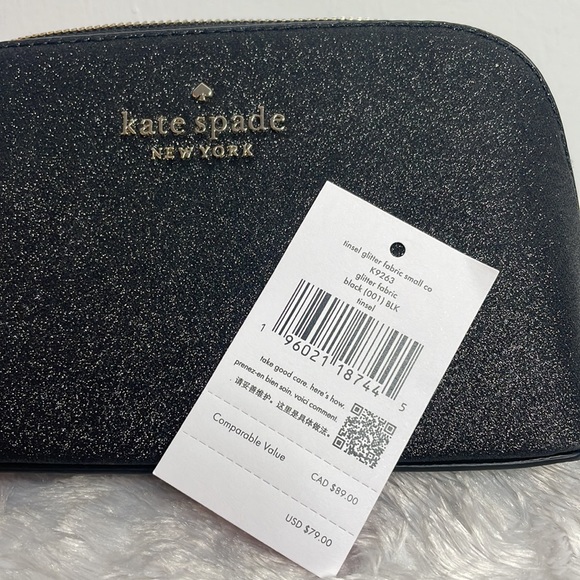 kate spade
NEW YORK
tinsel glitter fabric small co
K9263
glitter fabric
black (001) BLK
tinsel
1 96021 18744 5
take good care. here's how.
prenez-en bien soin. voici comment
请妥善维护。这里是具体做法。
Comparable Value
CAD $89.00
USD $79.00